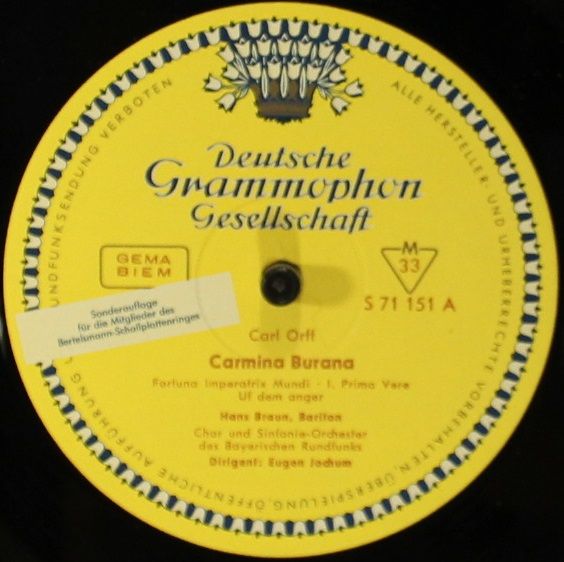 ALLE HERSTELLER- UND URHEBERRECHTE VORBEHALTEN. ÜBERSPIELUNG, ÖFFENTLICHE AUFFÜHRUNG UNDFUNKSENDUNG VERBOTEN
Deutsche
Grammophon
Gesellschaft
GEMA
BIEM
M
33
S 71 151 A
Sonderauflage
für die Mitglieder des
Bertelsmann-Schallplattenringes
Carl Orff
Carmina Burana
Fortuna Imperatrix Mundi · I. Primo Vere
Uf dem anger
Hans Braun, Bariton
Chor und Sinfonie-Orchester
des Bayerischen Rundfunks
Dirigent: Eugen Jochum